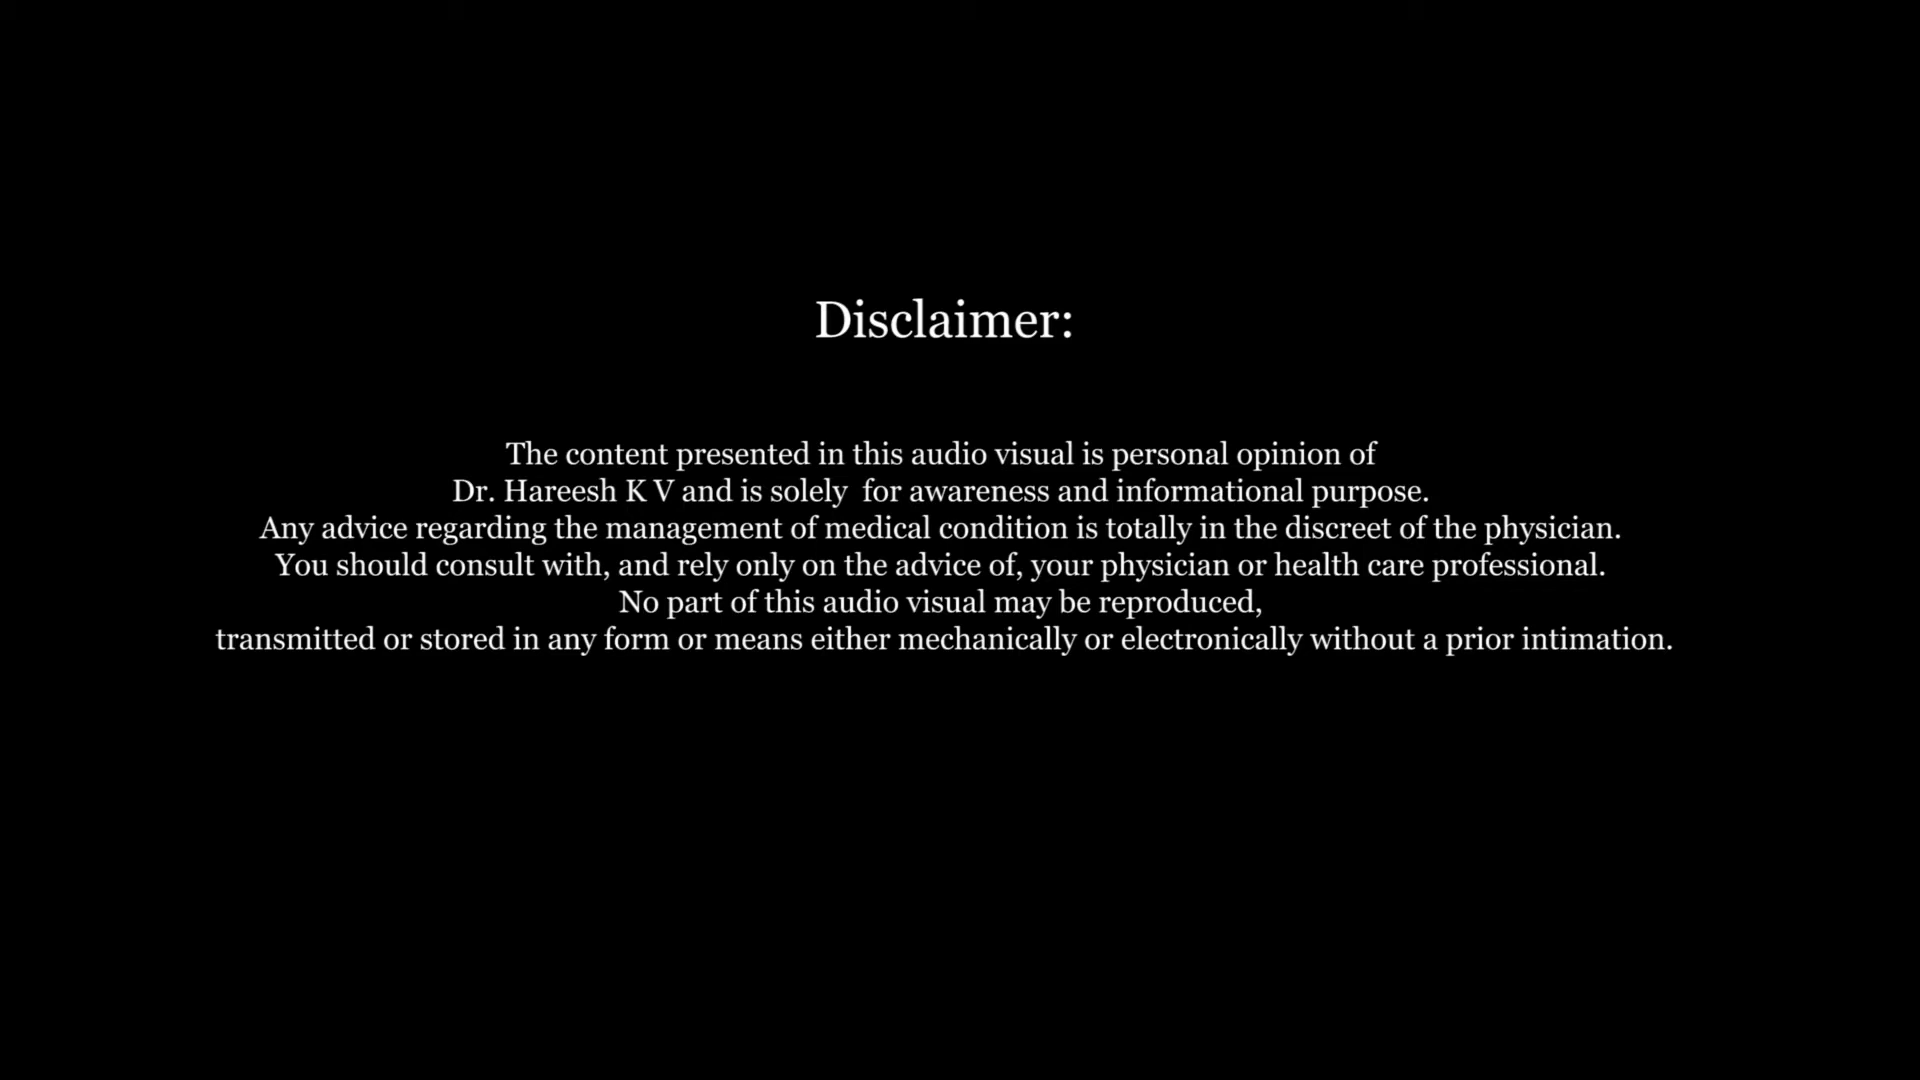 Disclaimer:
The content presented in this audio visual is personal opinion of
Dr. Hareesh K V and is solely  for awareness and informational purpose.
Any advice regarding the management of medical condition is totally in the discreet of the physician.
You should consult with, and rely only on the advice of, your physician or health care professional.
No part of this audio visual may be reproduced,
transmitted or stored in any form or means either mechanically or electronically without a prior intimation.